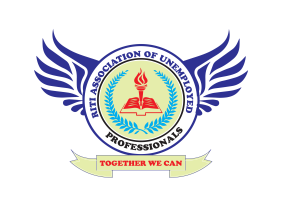 RITI ASSOCIATION OF UNEMPLOYED
PROFESSIONALS
TOGETHER WE CAN